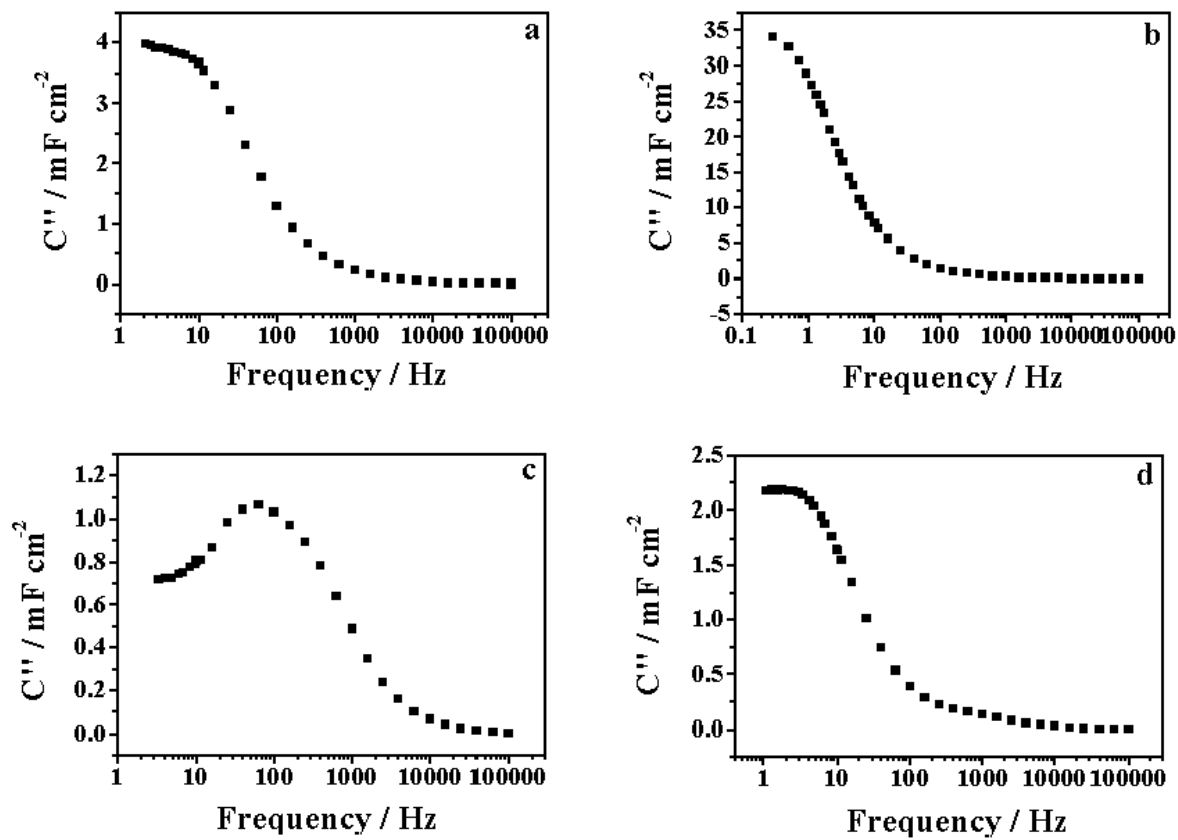 a
4
3
2
1
0
C'' / mF cm-2
1 10 100 1000 10000 100000
Frequency / Hz
b
35
30
25
20
15
10
5
0
-5
C'' / mF cm-2
0.1 1 10 100 1000 10000 100000
Frequency / Hz
c
1.2
1.0
0.8
0.6
0.4
0.2
0.0
C'' / mF cm-2
1 10 100 1000 10000 100000
Frequency / Hz
d
2.5
2.0
1.5
1.0
0.5
0.0
C'' / mF cm-2
1 10 100 1000 10000 100000
Frequency / Hz